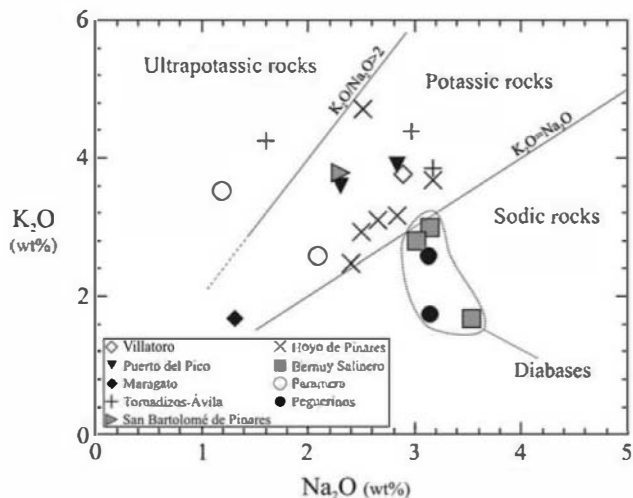 6
Ultrapotassic rocks
K₂O/Na₂O>2
Potassic rocks
K₂O=Na₂O
4
K₂O
(wt%)
Sodic rocks
2
Villatoro
Puerto del Pico
Maragato
Tornadizos-Ávila
San Bartolomé de Pinares
Hoyo de Pinares
Bernuy Salinero
Paramera
Peguerinos
Diabases
0
0 1 2 3 4 5
Na₂O (wt%)